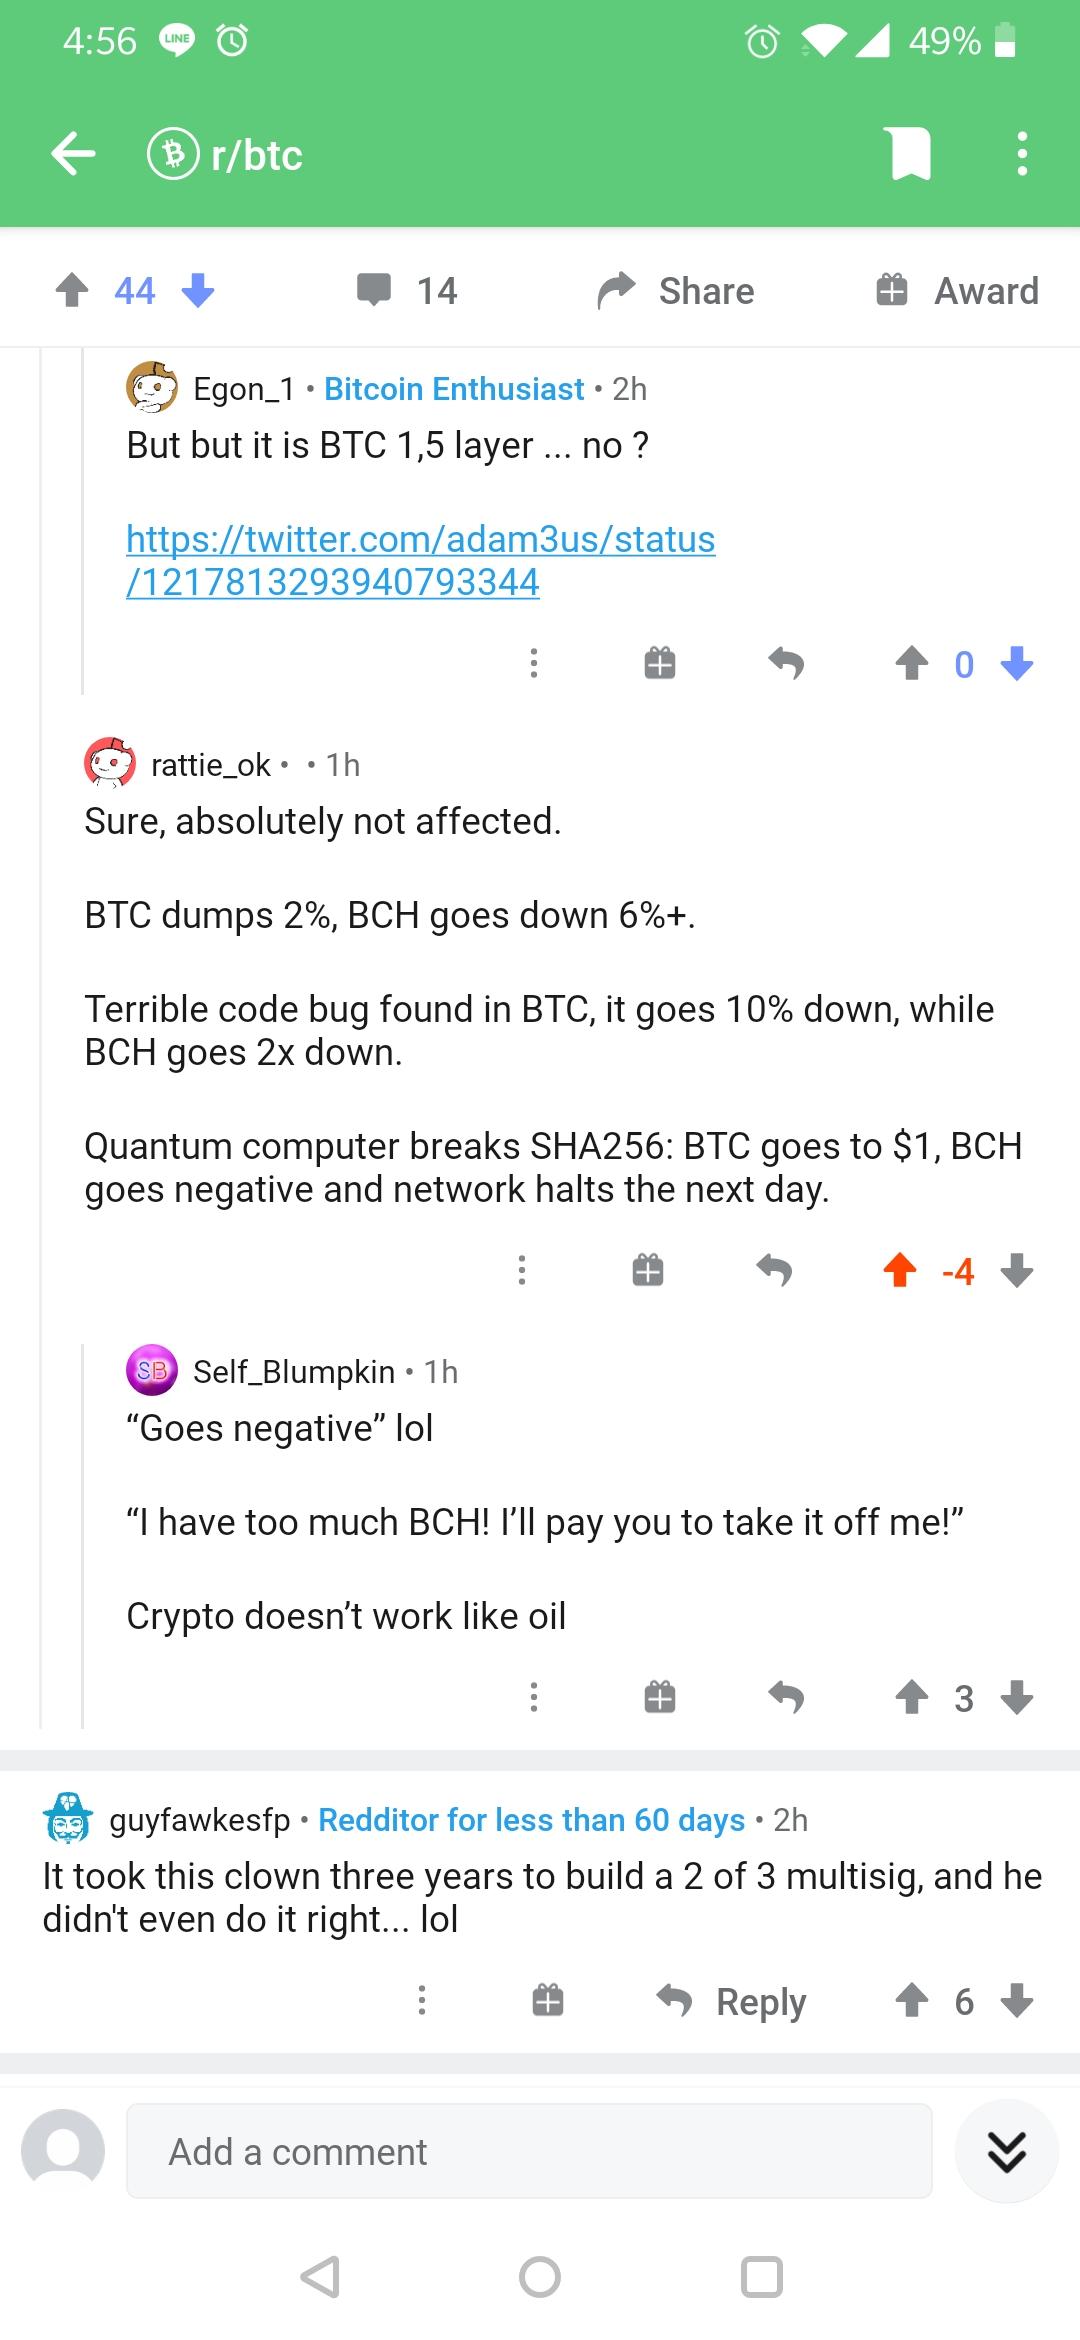 4:56 LINE 49%
r/btc
44 14 Share Award
Egon_1 • Bitcoin Enthusiast • 2h
But but it is BTC 1,5 layer ... no ?
https://twitter.com/adam3us/status
/1217813293940793344
0
rattie_ok • • 1h
Sure, absolutely not affected.
BTC dumps 2%, BCH goes down 6%+.
Terrible code bug found in BTC, it goes 10% down, while
BCH goes 2x down.
Quantum computer breaks SHA256: BTC goes to $1, BCH
goes negative and network halts the next day.
-4
SB Self_Blumpkin • 1h
“Goes negative” lol
“I have too much BCH! I’ll pay you to take it off me!”
Crypto doesn’t work like oil
3
guyfawkesfp • Redditor for less than 60 days • 2h
It took this clown three years to build a 2 of 3 multisig, and he
didn't even do it right... lol
Reply 6
Add a comment